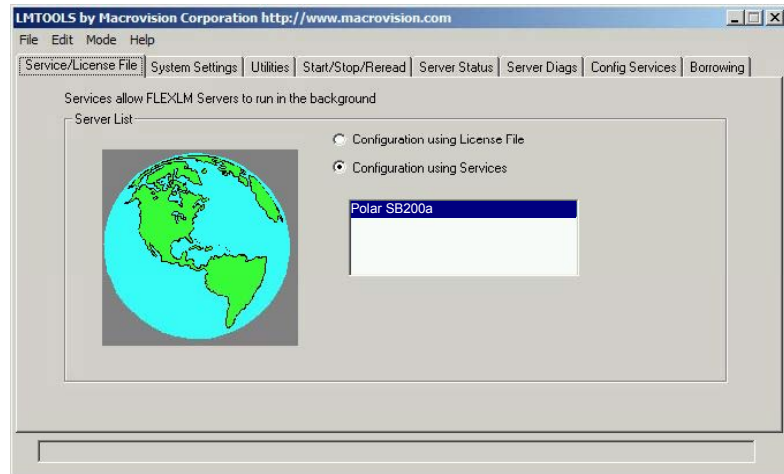 LMTOOLS by Macrovision Corporation http://www.macrovision.com
File Edit Mode Help
Service/License File System Settings Utilities Start/Stop/Reread Server Status Server Diags Config Services Borrowing
Services allow FLEXLM Servers to run in the background
Server List
Configuration using License File
Configuration using Services
Polar SB200a